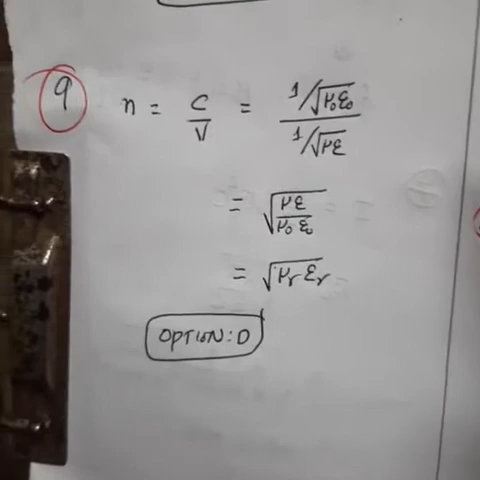 9 n = c/v = (1/√μ₀ε₀)/(1/√με)
= √(με/μ₀ε₀)
= √μᵣεᵣ
OPTION: D